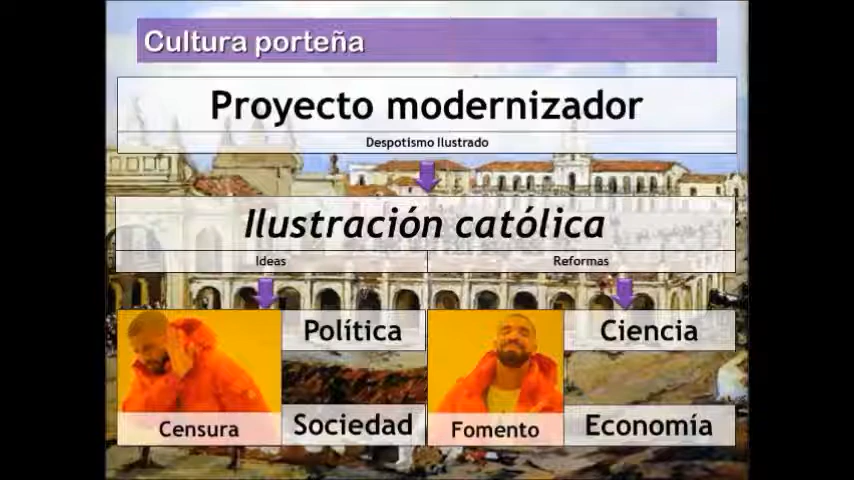 Cultura porteña
Proyecto modernizador
Despotismo Ilustrado
Ilustración católica
Ideas
Reformas
Política
Ciencia
Censura
Sociedad
Fomento
Economía